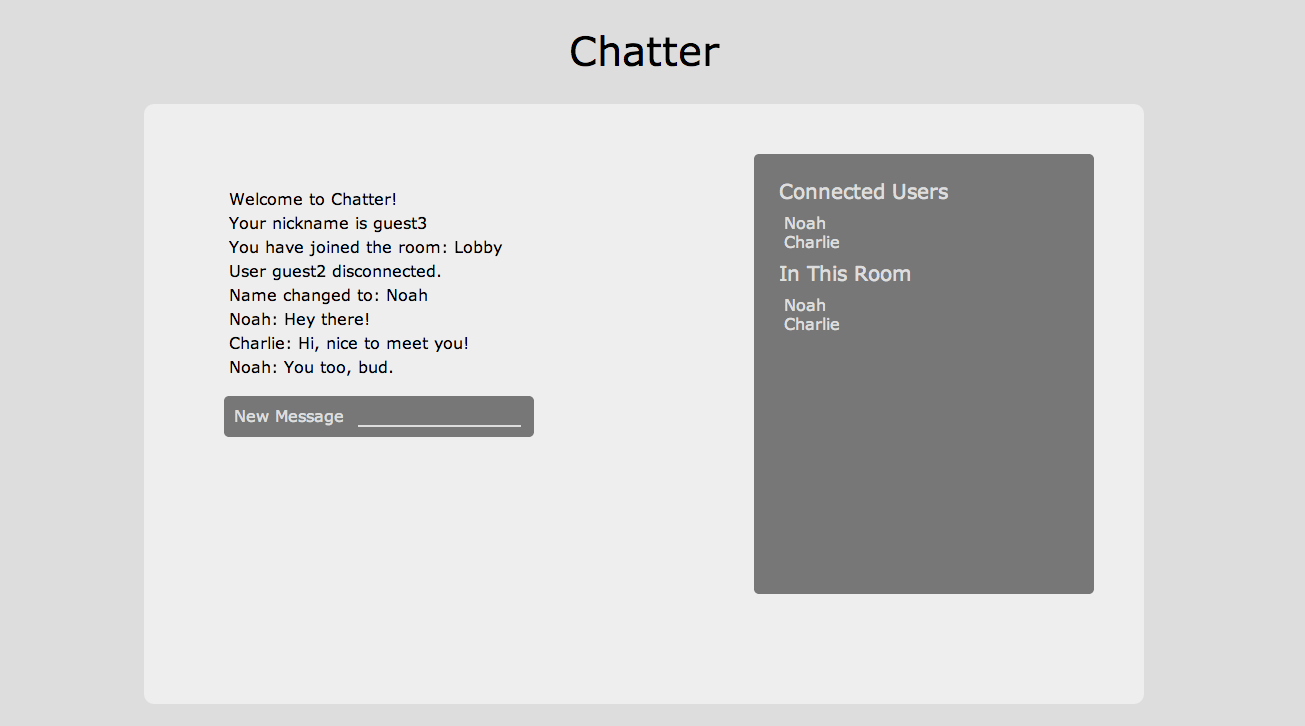 Chatter
Welcome to Chatter!
Your nickname is guest3
You have joined the room: Lobby
User guest2 disconnected.
Name changed to: Noah
Noah: Hey there!
Charlie: Hi, nice to meet you!
Noah: You too, bud.
New Message
Connected Users
Noah
Charlie
In This Room
Noah
Charlie